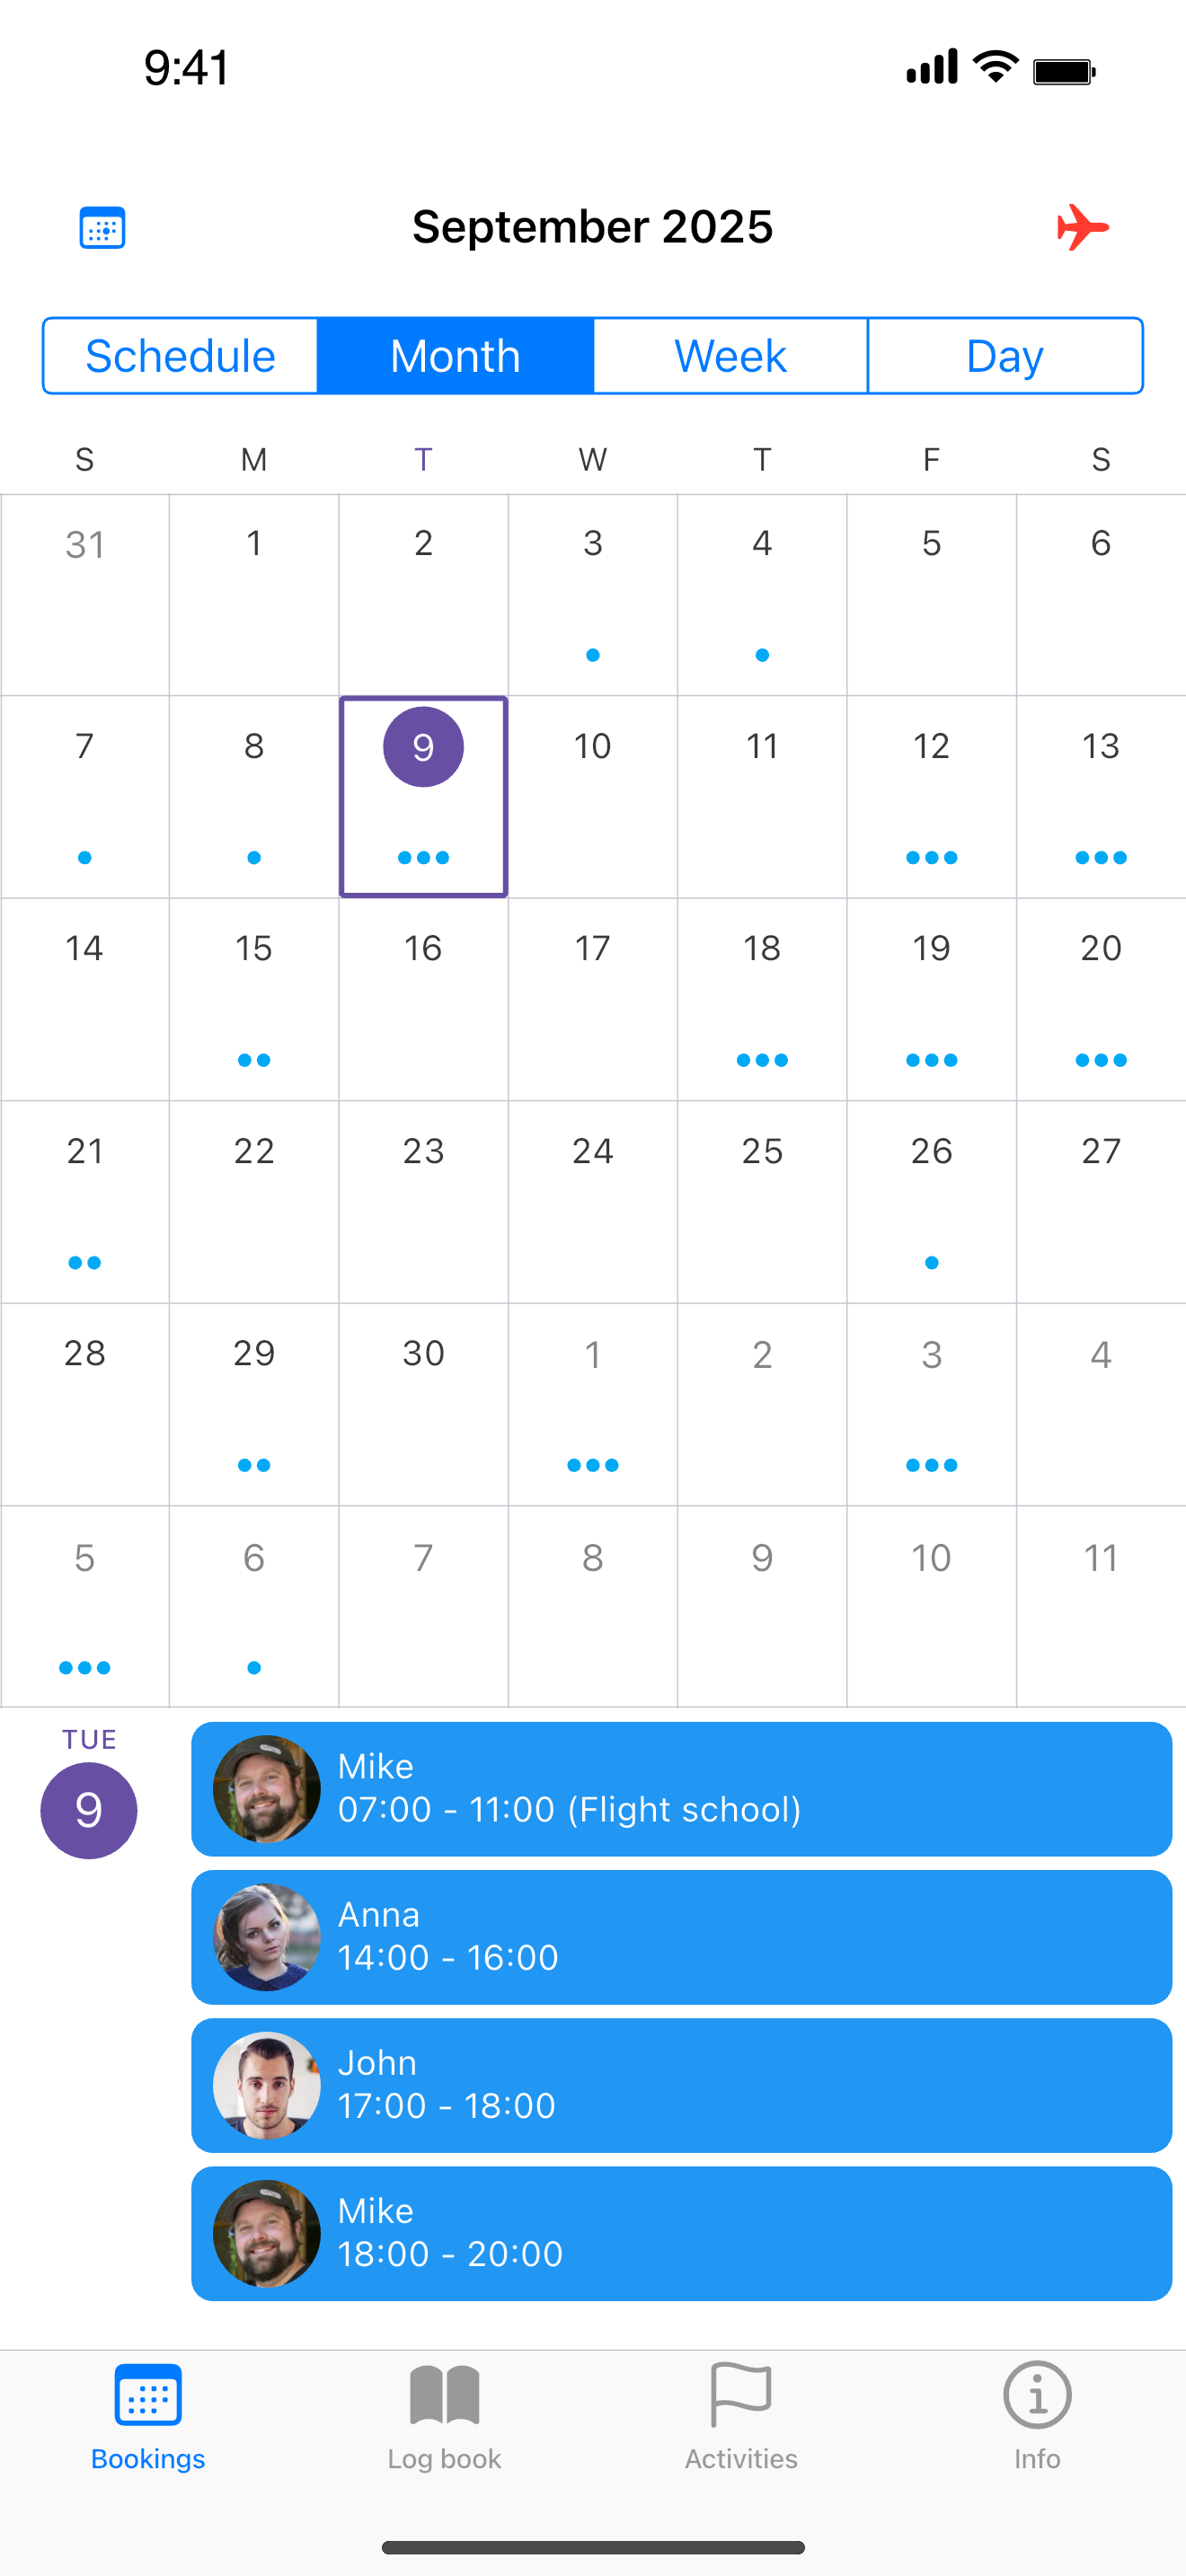 9:41
September 2025
Schedule Month Week Day
S M T W T F S
31 1 2 3 4 5 6
7 8 9 10 11 12 13
14 15 16 17 18 19 20
21 22 23 24 25 26 27
28 29 30 1 2 3 4
5 6 7 8 9 10 11
TUE
9
Mike
07:00 - 11:00 (Flight school)
Anna
14:00 - 16:00
John
17:00 - 18:00
Mike
18:00 - 20:00
Bookings Log book Activities Info